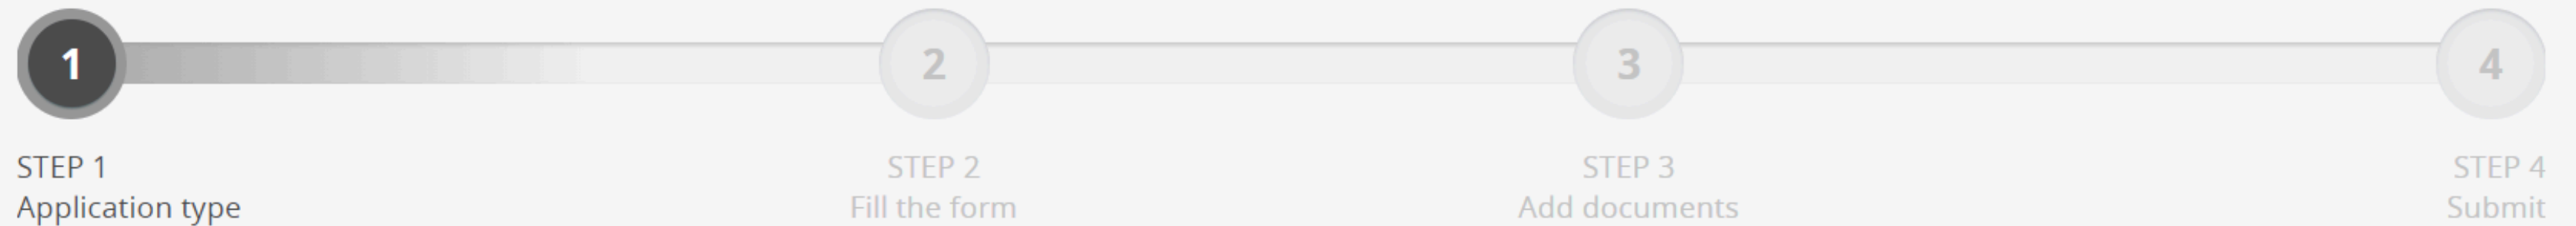 1
2
3
4
STEP 1
Application type
STEP 2
Fill the form
STEP 3
Add documents
STEP 4
Submit